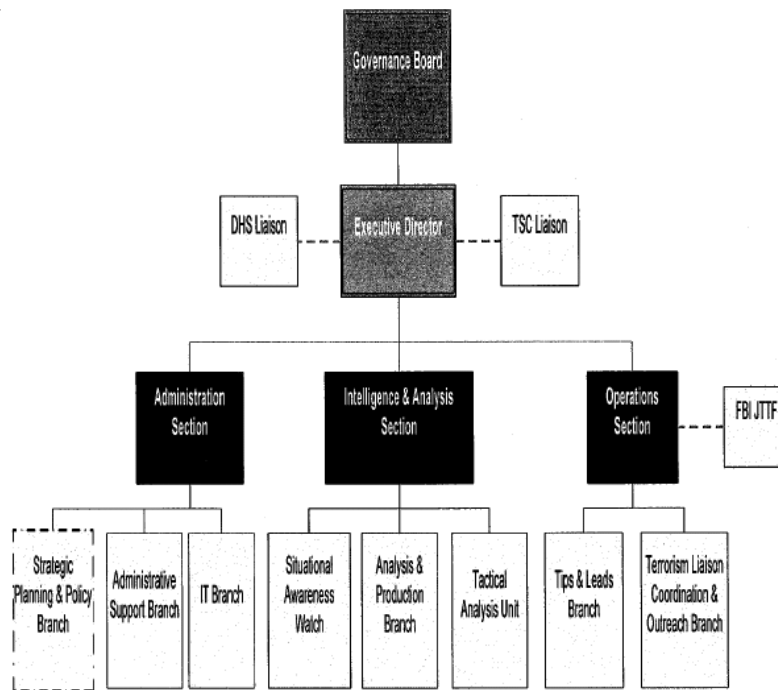 Governance Board
DHS Liaison
Executive Director
TSC Liaison
Administration
Section
Intelligence & Analysis
Section
Operations
Section
FBI JTTF
Strategic
Planning & Policy
Branch
Administrative
Support Branch
IT Branch
Situational
Awareness
Watch
Analysis &
Production
Branch
Tactical
Analysis Unit
Tips & Leads
Branch
Terrorism Liaison
Coordination &
Outreach Branch